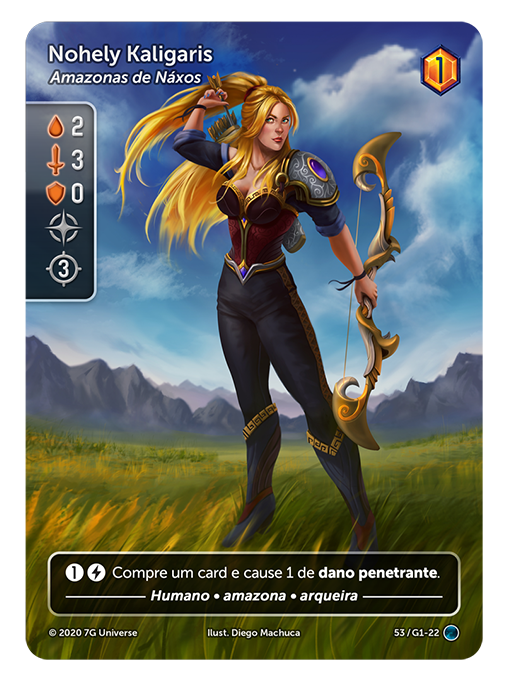 Nohely Kaligaris
Amazonas de Náxos
1
2
3
0
3
1 Compre um card e cause 1 de dano penetrante.
Humano • amazona • arqueira
© 2020 7G Universe Ilust. Diego Machuca 53 / G1-22